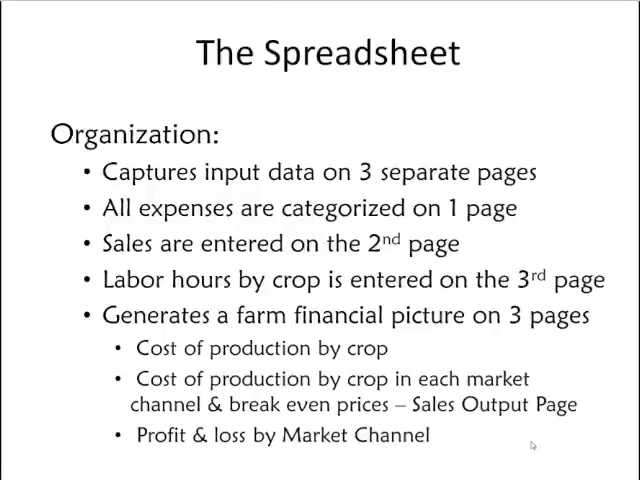 The Spreadsheet
Organization:
• Captures input data on 3 separate pages
• All expenses are categorized on 1 page
• Sales are entered on the 2nd page
• Labor hours by crop is entered on the 3rd page
• Generates a farm financial picture on 3 pages
• Cost of production by crop
• Cost of production by crop in each market
channel & break even prices – Sales Output Page
• Profit & loss by Market Channel